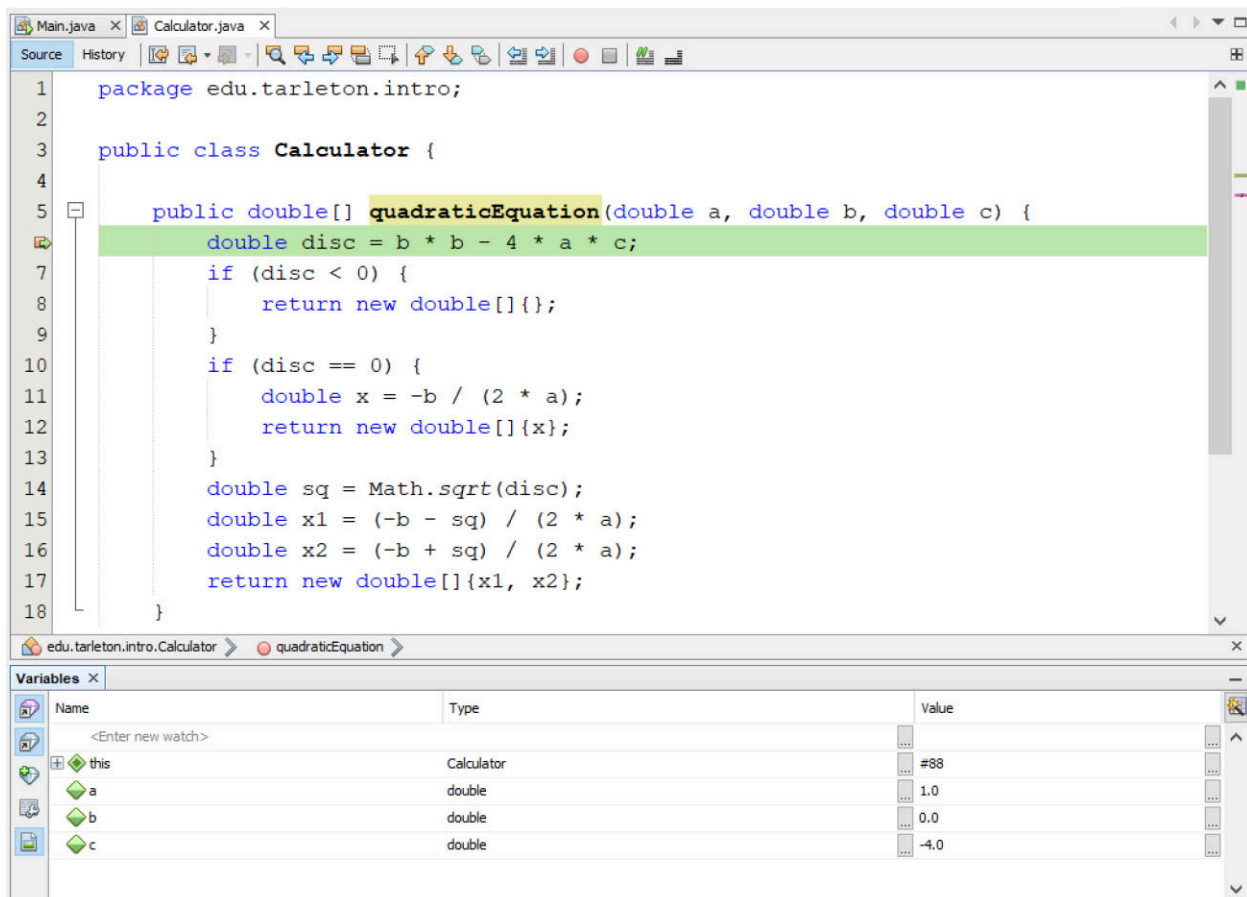 Main.java Calculator.java
Source History
1 package edu.tarleton.intro;
2
3 public class Calculator {
4
5 public double[] quadraticEquation(double a, double b, double c) {
double disc = b * b - 4 * a * c;
7 if (disc < 0) {
8 return new double[]{};
9 }
10 if (disc == 0) {
11 double x = -b / (2 * a);
12 return new double[]{x};
13 }
14 double sq = Math.sqrt(disc);
15 double x1 = (-b - sq) / (2 * a);
16 double x2 = (-b + sq) / (2 * a);
17 return new double[]{x1, x2};
18 }
edu.tarleton.intro.Calculator quadraticEquation
Variables
Name Type Value
<Enter new watch> ... ...
this Calculator ... #88 ...
a double ... 1.0 ...
b double ... 0.0 ...
c double ... -4.0 ...